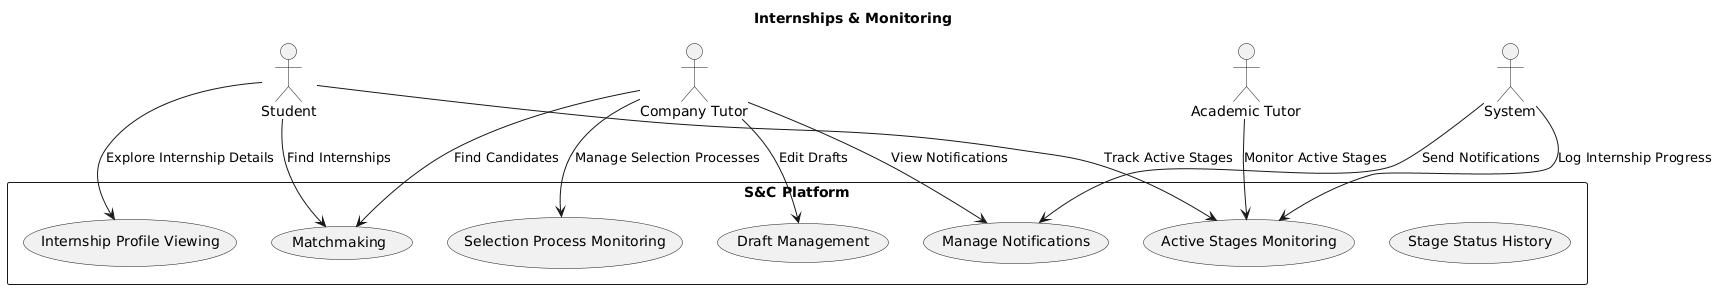 Internships & Monitoring
Student
Company Tutor
Academic Tutor
System
Explore Internship Details
Find Internships
Find Candidates
Manage Selection Processes
Edit Drafts
View Notifications
Track Active Stages
Monitor Active Stages
Send Notifications
Log Internship Progress
S&C Platform
Internship Profile Viewing
Matchmaking
Selection Process Monitoring
Draft Management
Manage Notifications
Active Stages Monitoring
Stage Status History